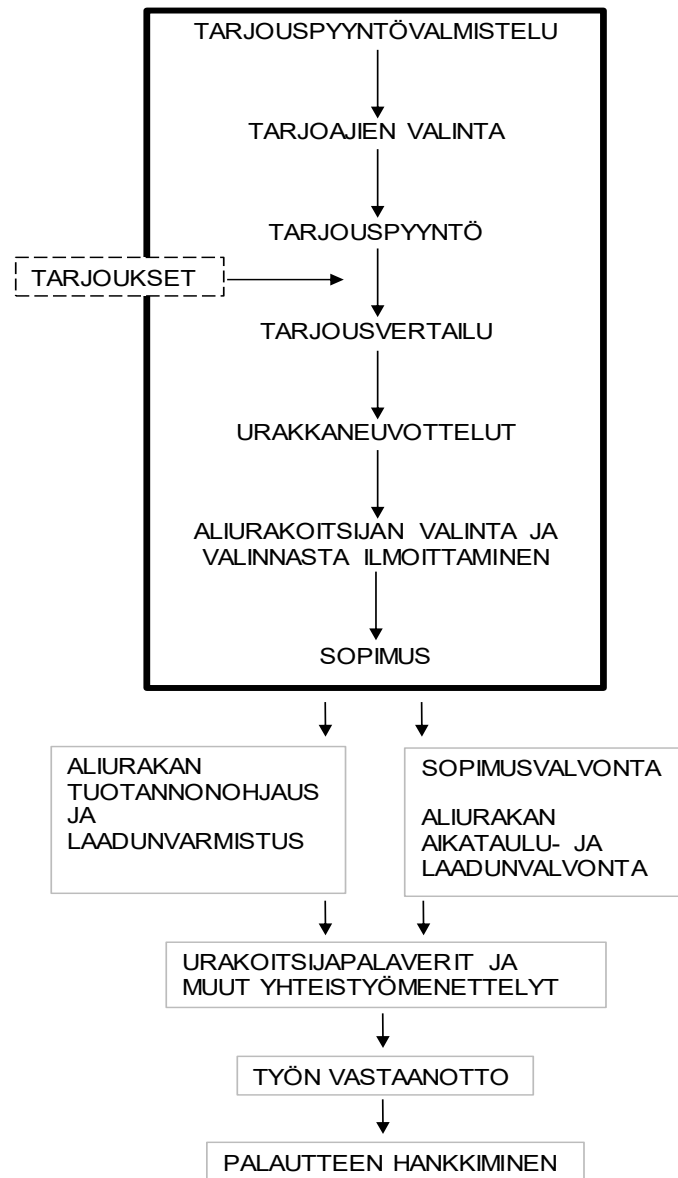 TARJOUSPYYNTÖVALMISTELU
TARJOAJIEN VALINTA
TARJOUSPYYNTÖ
TARJOUKSET
TARJOUSVERTAILU
URAKKANEUVOTTELUT
ALIURAKOITSIJAN VALINTA JA
VALINNASTA ILMOITTAMINEN
SOPIMUS
ALIURAKAN
TUOTANNONOHJAUS
JA
LAADUNVARMISTUS
SOPIMUSVALVONTA
ALIURAKAN
AIKATAULU- JA
LAADUNVALVONTA
URAKOITSIJAPALAVERIT JA
MUUT YHTEISTYÖMENETTELYT
TYÖN VASTAANOTTO
PALAUTTEEN HANKKIMINEN